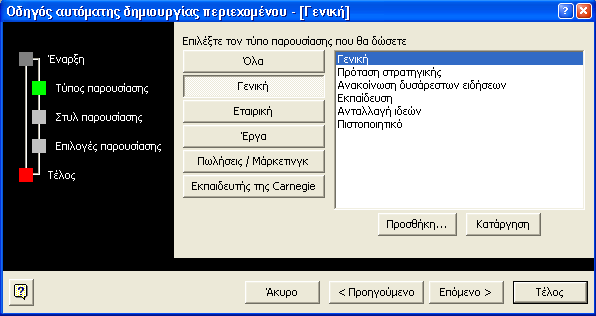 Οδηγός αυτόματης δημιουργίας περιεχομένου - [Γενική]
Έναρξη
Τύπος παρουσίασης
Στυλ παρουσίασης
Επιλογές παρουσίασης
Τέλος
Επιλέξτε τον τύπο παρουσίασης που θα δώσετε
Όλα
Γενική
Εταιρική
Έργα
Πωλήσεις / Μάρκετινγκ
Εκπαιδευτής της Carnegie
Γενική
Πρόταση στρατηγικής
Ανακοίνωση δυσάρεστων ειδήσεων
Εκπαίδευση
Ανταλλαγή ιδεών
Πιστοποιητικό
Προσθήκη... Κατάργηση
Άκυρο < Προηγούμενο Επόμενο > Τέλος